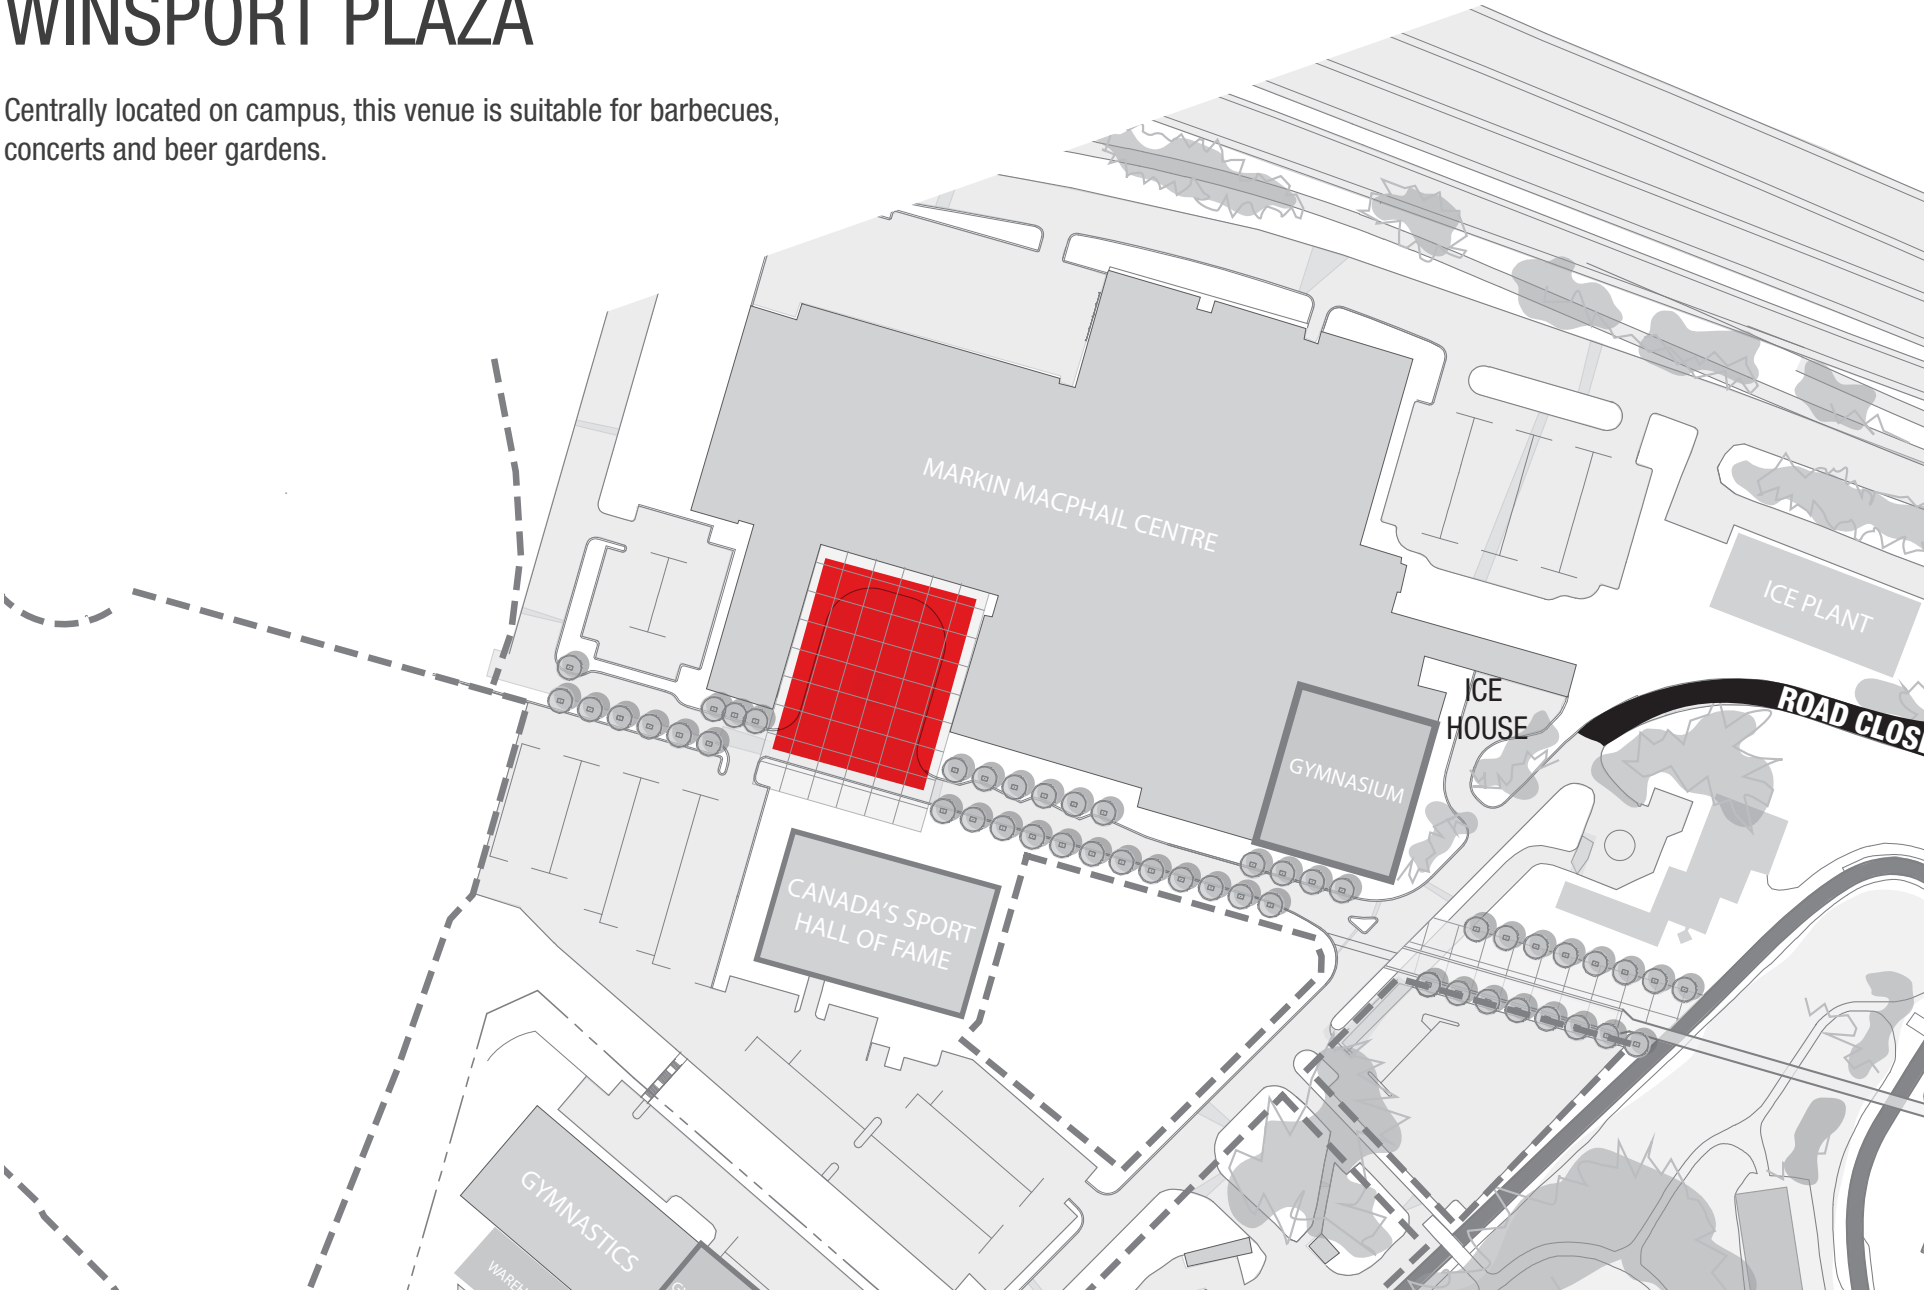 WINSPORT PLAZA
Centrally located on campus, this venue is suitable for barbecues,
concerts and beer gardens.
MARKIN MACPHAIL CENTRE
ICE PLANT
ICE
HOUSE
ROAD CLOS
GYMNASIUM
CANADA'S SPORT
HALL OF FAME
GYMNASTICS